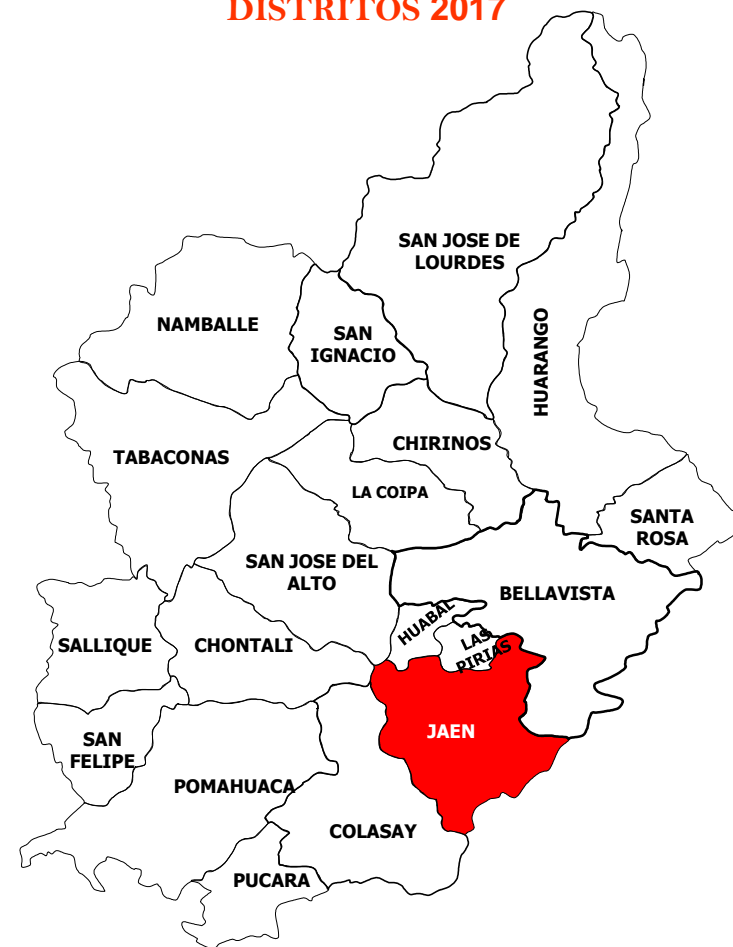 DISTRITOS 2017
SAN JOSE DE
LOURDES
NAMBALLE
SAN
IGNACIO
HUARANGO
CHIRINOS
TABACONAS
LA COIPA
SANTA
ROSA
SAN JOSE DEL
ALTO
BELLAVISTA
HUABAL
LAS
PIRIAS
SALLIQUE
CHONTALI
JAEN
SAN
FELIPE
POMAHUACA
COLASAY
PUCARA